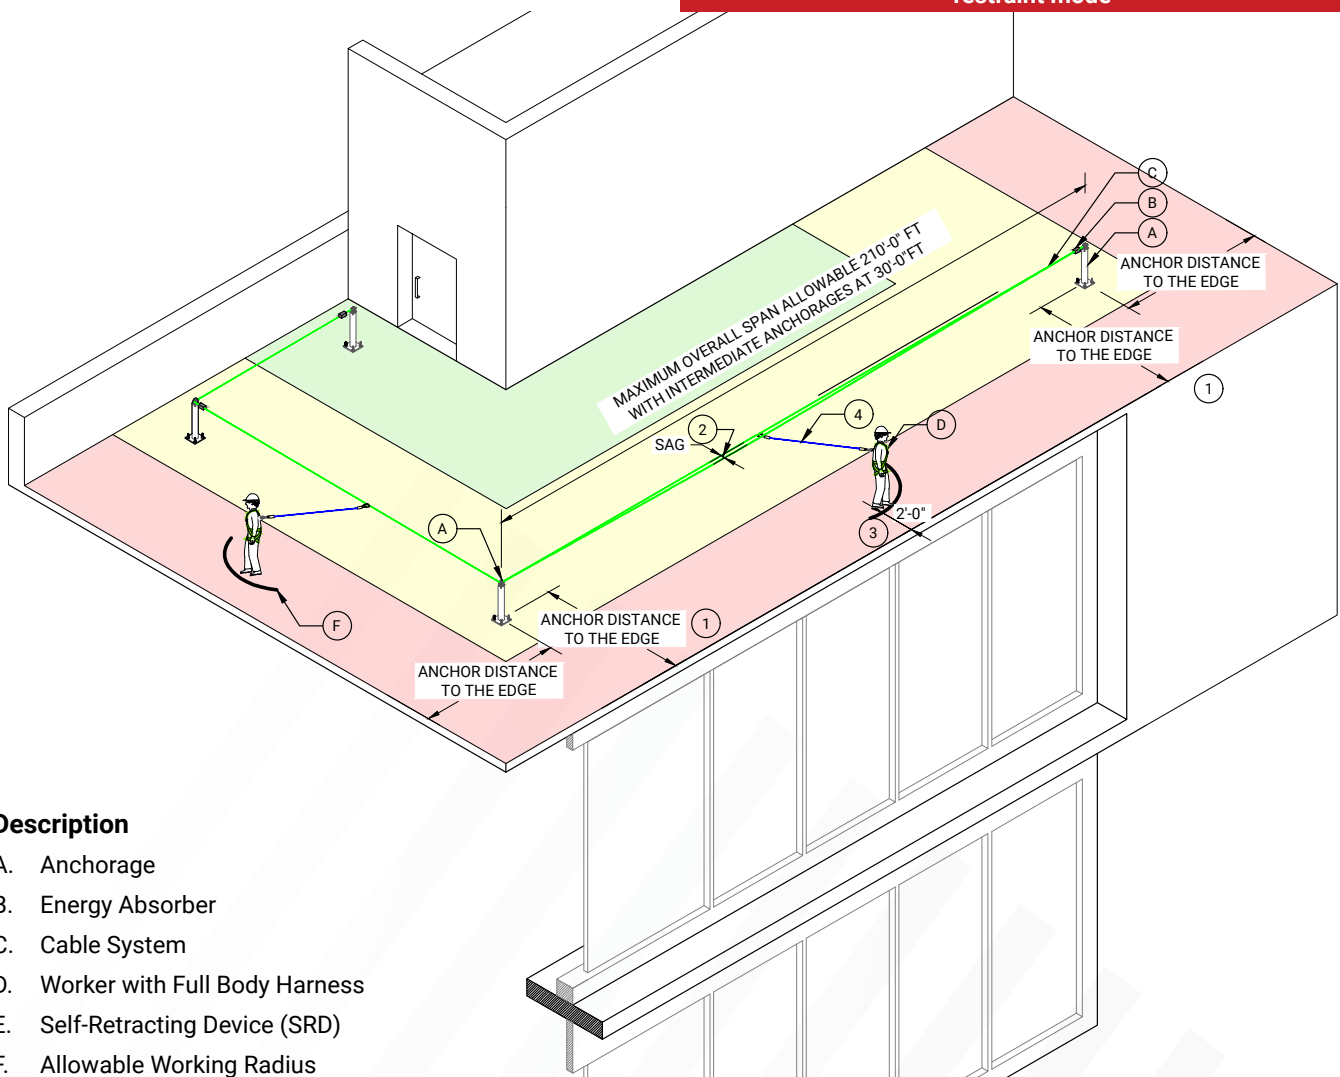 restraint mode
C
B
A
ANCHOR DISTANCE
TO THE EDGE
ANCHOR DISTANCE
TO THE EDGE
1
MAXIMUM OVERALL SPAN ALLOWABLE 210'-0" FT
WITH INTERMEDIATE ANCHORAGES AT 30'-0"FT
4
D
2
SAG
2'-0"
3
A
F
ANCHOR DISTANCE
TO THE EDGE
1
ANCHOR DISTANCE
TO THE EDGE
Description
A. Anchorage
B. Energy Absorber
C. Cable System
D. Worker with Full Body Harness
E. Self-Retracting Device (SRD)
F. Allowable Working Radius